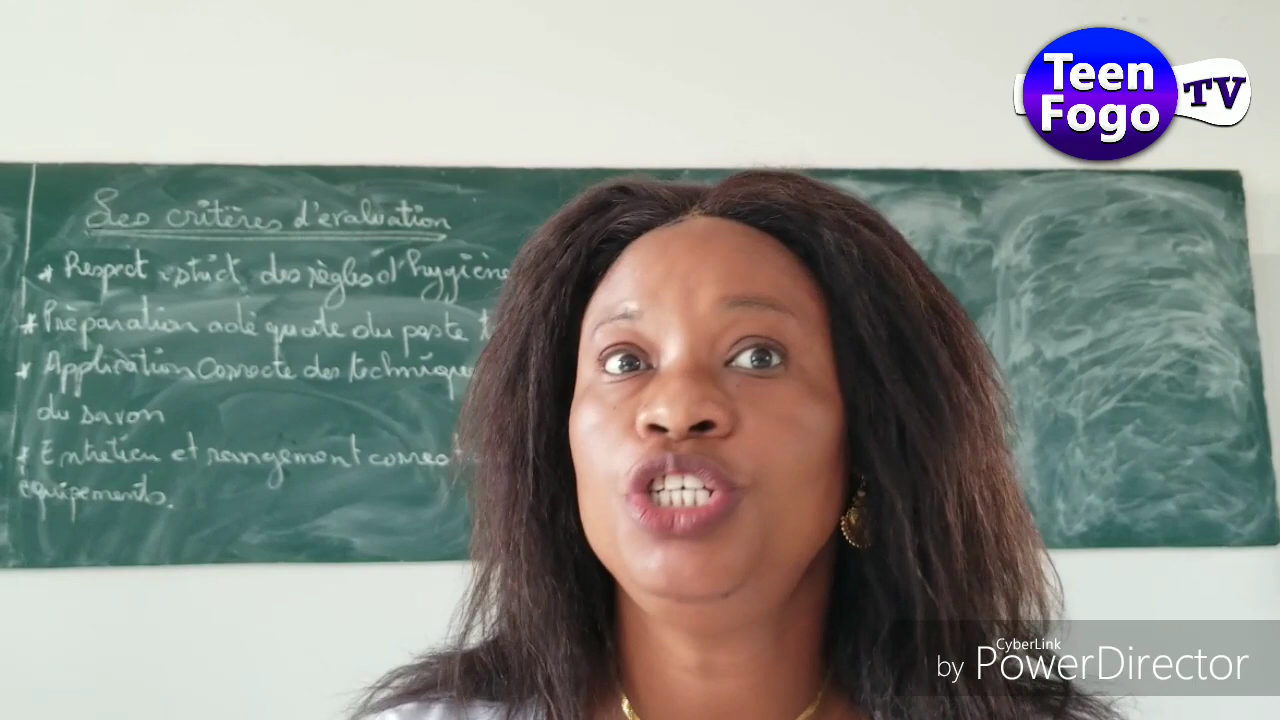 Teen
Fogo
TV
Les critères d'évaluation
* Respect strict des règles d'hygiène
* Préparation adéquate du poste
* Application correcte des techniques
du savon
* Entretien et rangement correct
équipements.
CyberLink
by PowerDirector